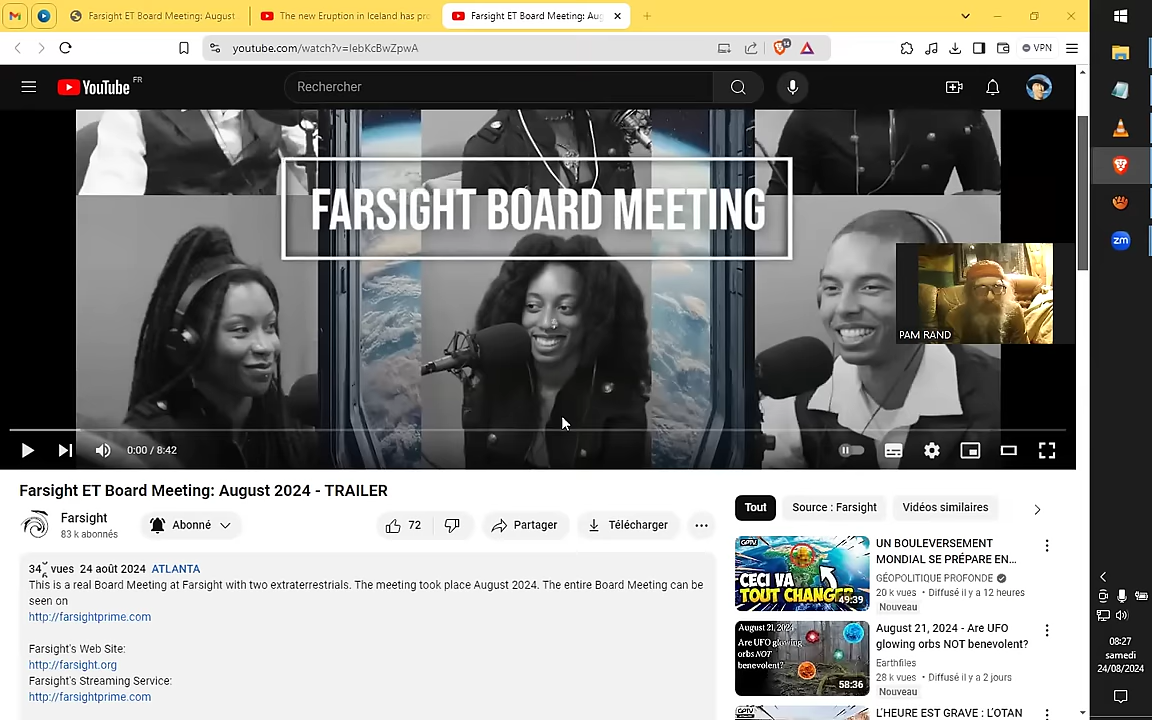 Farsight ET Board Meeting: August
The new Eruption in Iceland has pro
Farsight ET Board Meeting: Aug
youtube.com/watch?v=IebKcBwZpwA
14
VPN
YouTube FR
Rechercher
FARSIGHT BOARD MEETING
PAM RAND
0:00 / 8:42
Farsight ET Board Meeting: August 2024 - TRAILER
Farsight
83 k abonnés
Abonné
72
Partager
Télécharger
vues 24 août 2024 ATLANTA
This is a real Board Meeting at Farsight with two extraterrestrials. The meeting took place August 2024. The entire Board Meeting can be
seen on
http://farsightprime.com
Farsight's Web Site:
http://farsight.org
Farsight's Streaming Service:
http://farsightprime.com
Tout
Source : Farsight
Vidéos similaires
GPTV
CECI VA
TOUT CHANGER
49:39
UN BOULEVERSEMENT
MONDIAL SE PRÉPARE EN...
GÉOPOLITIQUE PROFONDE
20 k vues • Diffusé il y a 12 heures
Nouveau
August 21, 2024
Are UFO glowing
orbs NOT
benevolent?
58:36
August 21, 2024 - Are UFO
glowing orbs NOT benevolent?
Earthfiles
28 k vues • Diffusé il y a 2 jours
Nouveau
GPTV
L'HEURE EST GRAVE : L'OTAN
zm
08:27
samedi
24/08/2024